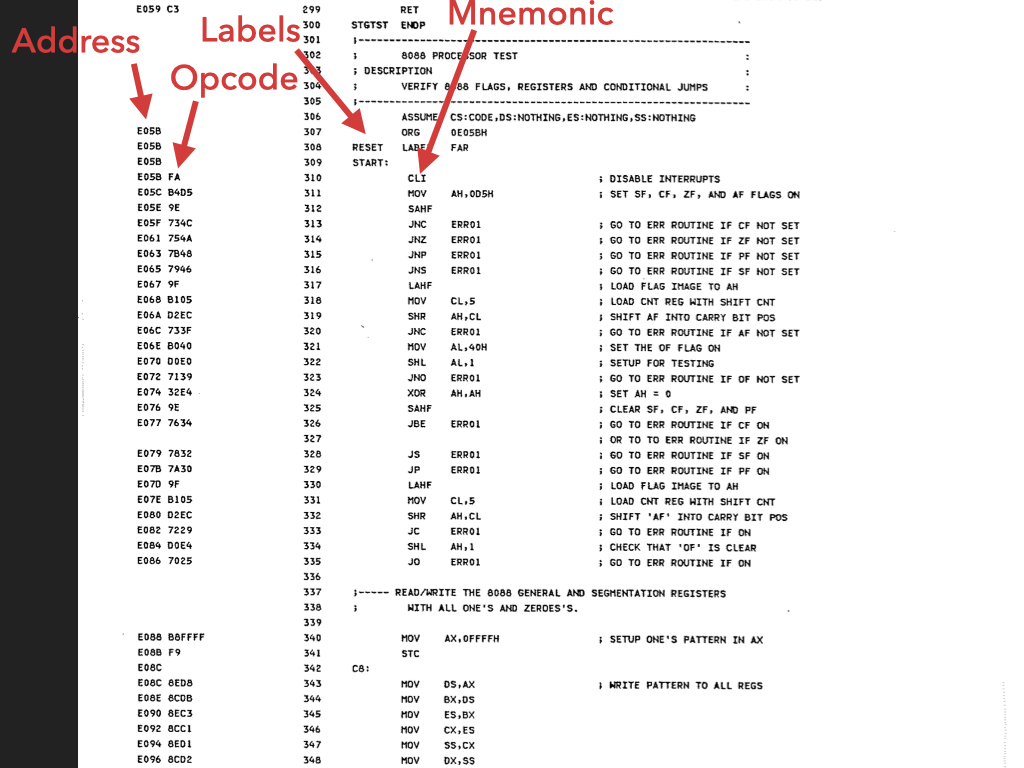 Address
Labels
Opcode
Mnemonic
E059 C3 299 RET
300 STGTST ENDP
301 ;---------------------------------------------------------------
302 ; 8088 PROCESSOR TEST :
303 ; DESCRIPTION :
304 ; VERIFY 8088 FLAGS, REGISTERS AND CONDITIONAL JUMPS :
305 ;---------------------------------------------------------------
306 ASSUME CS:CODE,DS:NOTHING,ES:NOTHING,SS:NOTHING
E05B 307 ORG 0E05BH
E05B 308 RESET LABEL FAR
E05B 309 START:
E05B FA 310 CLI ; DISABLE INTERRUPTS
E05C B4D5 311 MOV AH,0D5H ; SET SF, CF, ZF, AND AF FLAGS ON
E05E 9E 312 SAHF
E05F 734C 313 JNC ERR01 ; GO TO ERR ROUTINE IF CF NOT SET
E061 754A 314 JNZ ERR01 ; GO TO ERR ROUTINE IF ZF NOT SET
E063 7B48 315 JNP ERR01 ; GO TO ERR ROUTINE IF PF NOT SET
E065 7946 316 JNS ERR01 ; GO TO ERR ROUTINE IF SF NOT SET
E067 9F 317 LAHF ; LOAD FLAG IMAGE TO AH
E068 B105 318 MOV CL,5 ; LOAD CNT REG WITH SHIFT CNT
E06A D2EC 319 SHR AH,CL ; SHIFT AF INTO CARRY BIT POS
E06C 733F 320 JNC ERR01 ; GO TO ERR ROUTINE IF AF NOT SET
E06E B040 321 MOV AL,40H ; SET THE OF FLAG ON
E070 D0E0 322 SHL AL,1 ; SETUP FOR TESTING
E072 7139 323 JNO ERR01 ; GO TO ERR ROUTINE IF OF NOT SET
E074 32E4 324 XOR AH,AH ; SET AH = 0
E076 9E 325 SAHF ; CLEAR SF, CF, ZF, AND PF
E077 7634 326 JBE ERR01 ; GO TO ERR ROUTINE IF CF ON
327 ; OR TO TO ERR ROUTINE IF ZF ON
E079 7832 328 JS ERR01 ; GO TO ERR ROUTINE IF SF ON
E07B 7A30 329 JP ERR01 ; GO TO ERR ROUTINE IF PF ON
E07D 9F 330 LAHF ; LOAD FLAG IMAGE TO AH
E07E B105 331 MOV CL,5 ; LOAD CNT REG WITH SHIFT CNT
E080 D2EC 332 SHR AH,CL ; SHIFT 'AF' INTO CARRY BIT POS
E082 7229 333 JC ERR01 ; GO TO ERR ROUTINE IF ON
E084 D0E4 334 SHL AH,1 ; CHECK THAT 'OF' IS CLEAR
E086 7025 335 JO ERR01 ; GO TO ERR ROUTINE IF ON
336
337 ;----- READ/WRITE THE 8088 GENERAL AND SEGMENTATION REGISTERS
338 ; WITH ALL ONE'S AND ZEROES'S.
339
E088 B8FFFF 340 MOV AX,0FFFFH ; SETUP ONE'S PATTERN IN AX
E08B F9 341 STC
E08C 342 C8:
E08C 8ED8 343 MOV DS,AX ; WRITE PATTERN TO ALL REGS
E08E 8CDB 344 MOV BX,DS
E090 8EC3 345 MOV ES,BX
E092 8CC1 346 MOV CX,ES
E094 8ED1 347 MOV SS,CX
E096 8CD2 348 MOV DX,SS